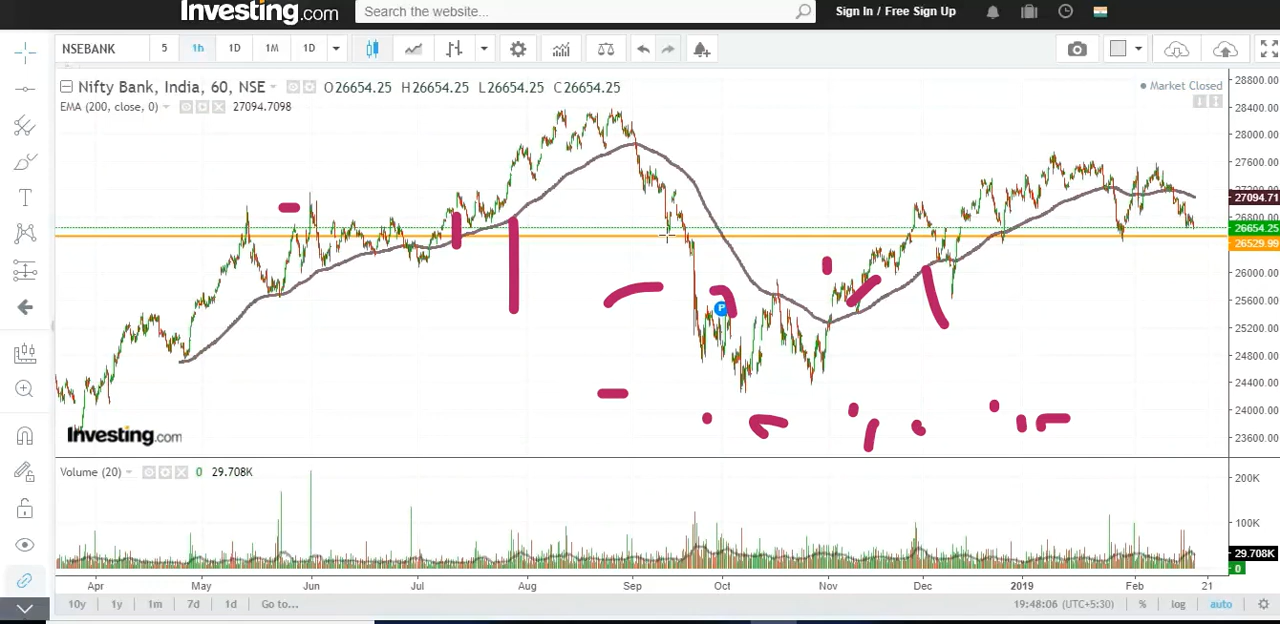 Investing.com Search the website... Sign In / Free Sign Up
NSEBANK 5 1h 1D 1M 1D
Nifty Bank, India, 60, NSE O26654.25 H26654.25 L26654.25 C26654.25
Market Closed
EMA (200, close, 0) 27094.7098
28800.00
28400.00
28000.00
27600.00
27200.00
27094.71
26800.00
26654.25
26529.99
26000.00
25600.00
P
25200.00
24800.00
24400.00
24000.00
23600.00
Investing.com
Volume (20) 0 29.708K
200K
100K
29.708K
0
Apr May Jun Jul Aug Sep Oct Nov Dec 2019 Feb 21
10y 1y 1m 7d 1d Go to... 19:48:06 (UTC+5:30) % log auto